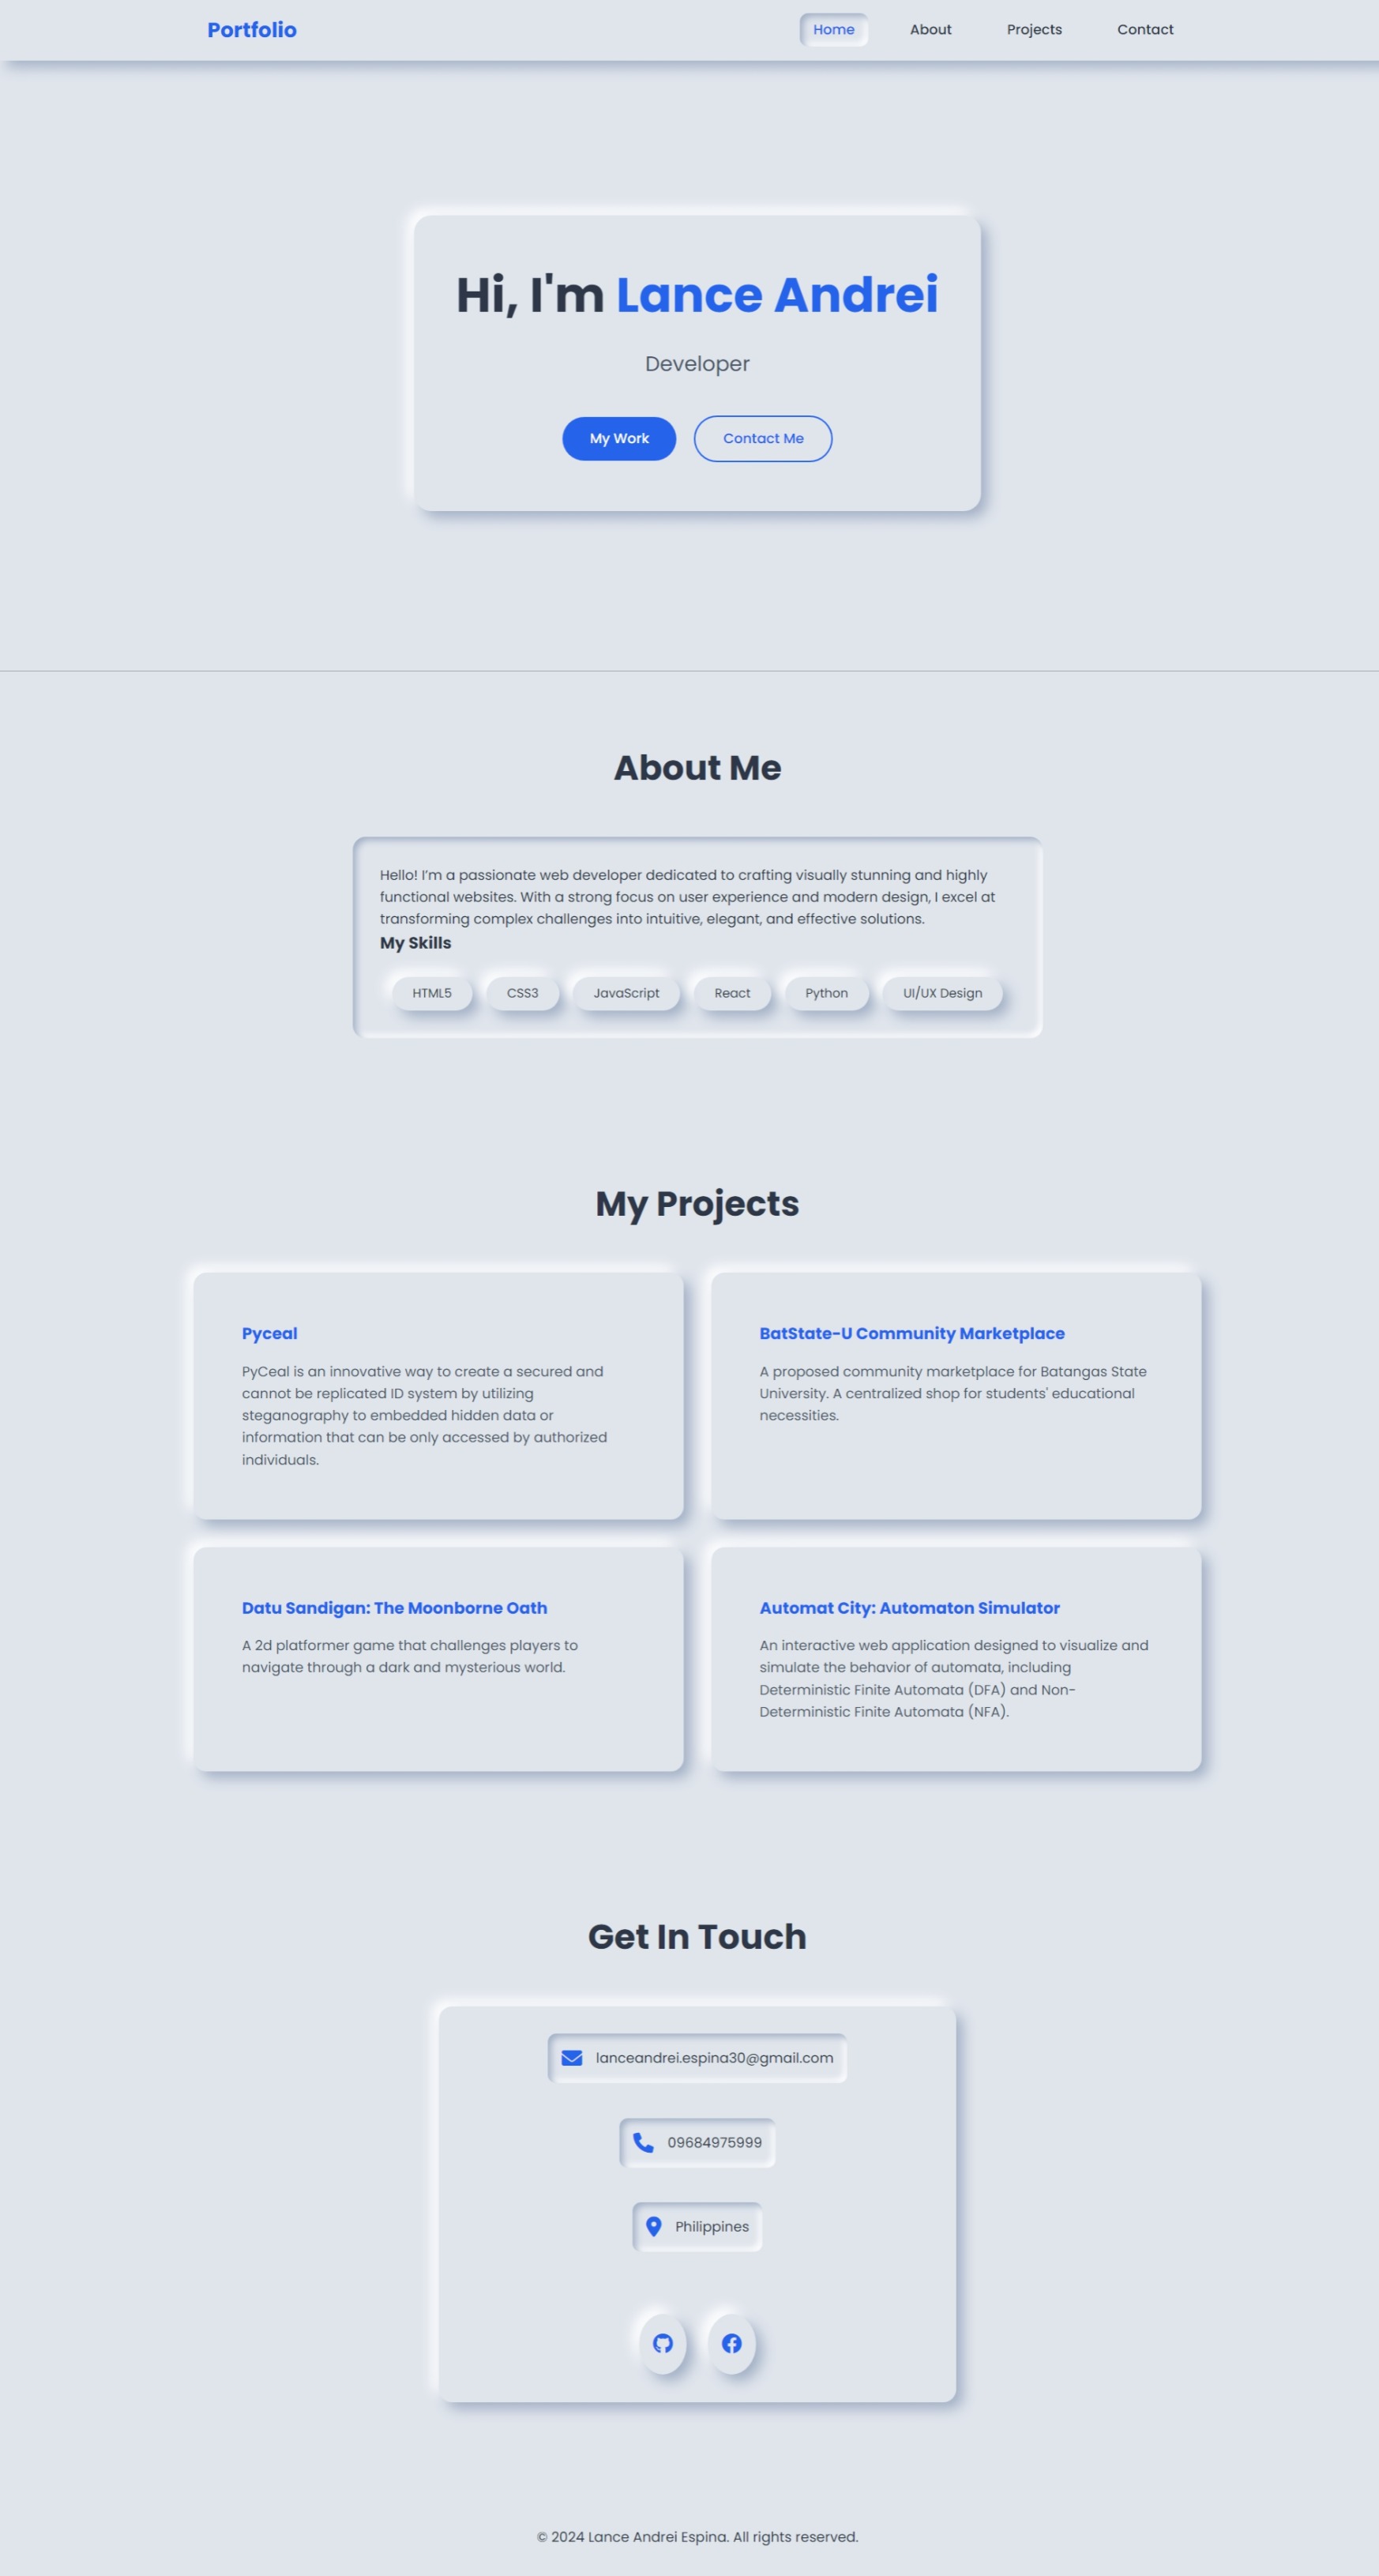 Portfolio
Home
About
Projects
Contact
Hi, I'm Lance Andrei
Developer
My Work
Contact Me
About Me
Hello! I'm a passionate web developer dedicated to crafting visually stunning and highly
functional websites. With a strong focus on user experience and modern design, I excel at
transforming complex challenges into intuitive, elegant, and effective solutions.
My Skills
HTML5
CSS3
JavaScript
React
Python
UI/UX Design
My Projects
Pyceal
PyCeal is an innovative way to create a secured and
cannot be replicated ID system by utilizing
steganography to embedded hidden data or
information that can be only accessed by authorized
individuals.
BatState-U Community Marketplace
A proposed community marketplace for Batangas State
University. A centralized shop for students' educational
necessities.
Datu Sandigan: The Moonborne Oath
A 2d platformer game that challenges players to
navigate through a dark and mysterious world.
Automat City: Automaton Simulator
An interactive web application designed to visualize and
simulate the behavior of automata, including
Deterministic Finite Automata (DFA) and Non-
Deterministic Finite Automata (NFA).
Get In Touch
lanceandrei.espina30@gmail.com
09684975999
Philippines
© 2024 Lance Andrei Espina. All rights reserved.